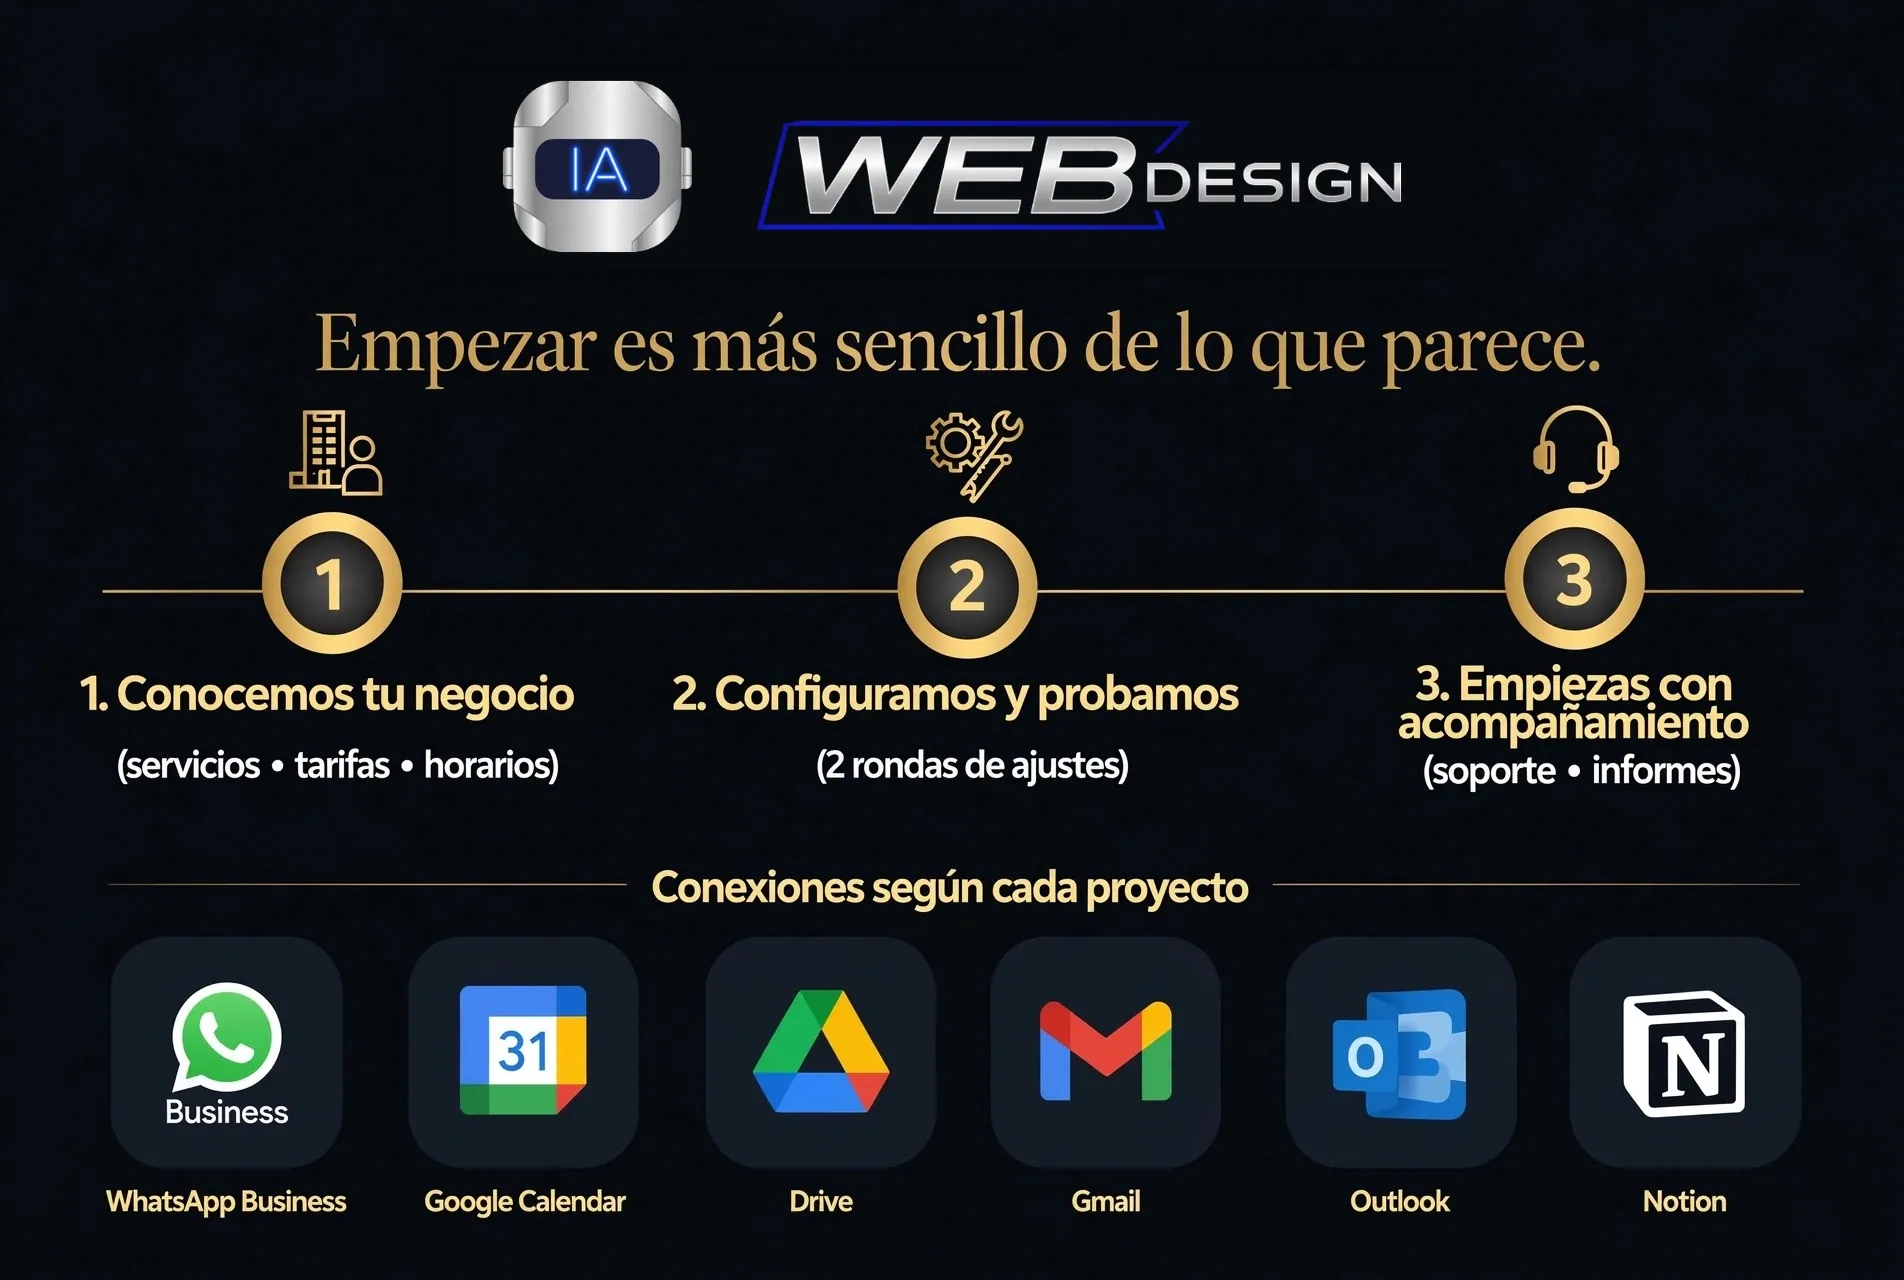 IA
WEB DESIGN
Empezar es más sencillo de lo que parece.
1
2
3
1. Conocemos tu negocio
(servicios • tarifas • horarios)
2. Configuramos y probamos
(2 rondas de ajustes)
3. Empiezas con
acompañamiento
(soporte • informes)
Conexiones según cada proyecto
Business
31
O
3
N
WhatsApp Business
Google Calendar
Drive
Gmail
Outlook
Notion